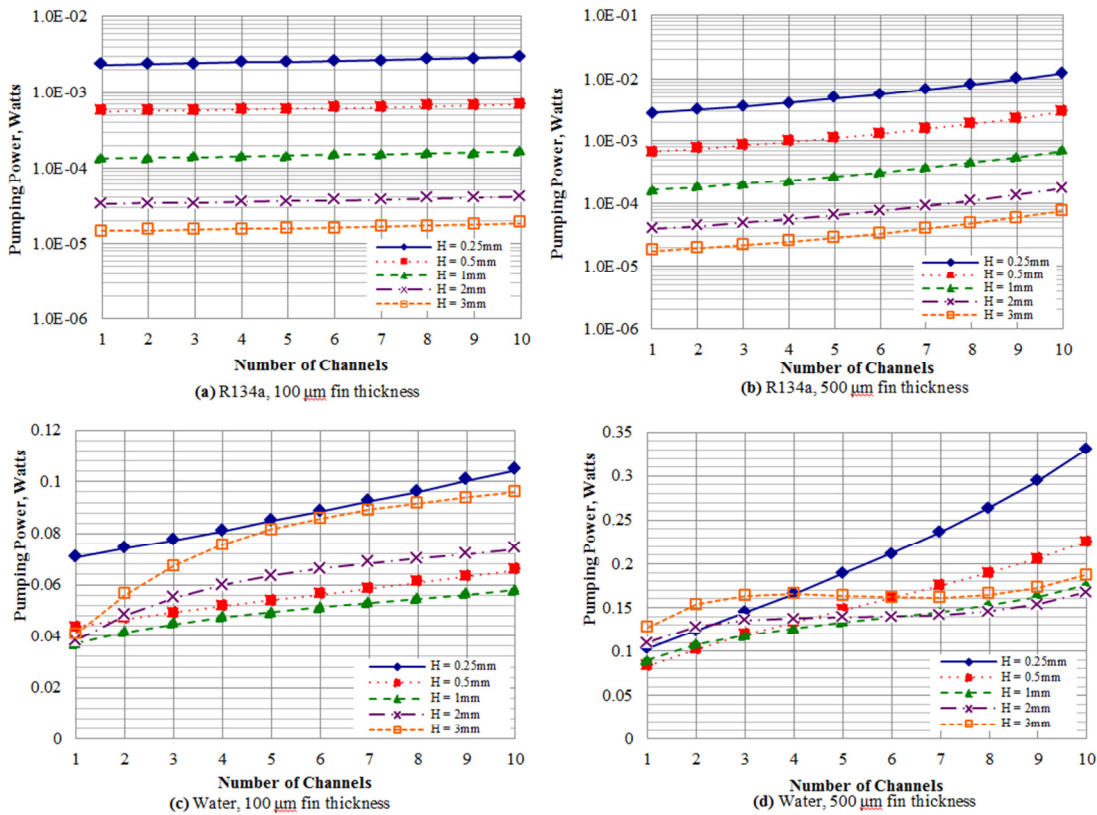 1.0E-02
1.0E-03
1.0E-04
1.0E-05
1.0E-06
Pumping Power, Watts
H = 0.25mm
H = 0.5mm
H = 1mm
H = 2mm
H = 3mm
1 2 3 4 5 6 7 8 9 10
Number of Channels
(a) R134a, 100 µm fin thickness
1.0E-01
1.0E-02
1.0E-03
1.0E-04
1.0E-05
1.0E-06
Pumping Power, Watts
H = 0.25mm
H = 0.5mm
H = 1mm
H = 2mm
H = 3mm
1 2 3 4 5 6 7 8 9 10
Number of Channels
(b) R134a, 500 µm fin thickness
0.12
0.1
0.08
0.06
0.04
0.02
0
Pumping Power, Watts
H = 0.25mm
H = 0.5mm
H = 1mm
H = 2mm
H = 3mm
1 2 3 4 5 6 7 8 9 10
Number of Channels
(c) Water, 100 µm fin thickness
0.35
0.3
0.25
0.2
0.15
0.1
0.05
0
Pumping Power, Watts
H = 0.25mm
H = 0.5mm
H = 1mm
H = 2mm
H = 3mm
1 2 3 4 5 6 7 8 9 10
Number of Channels
(d) Water, 500 µm fin thickness